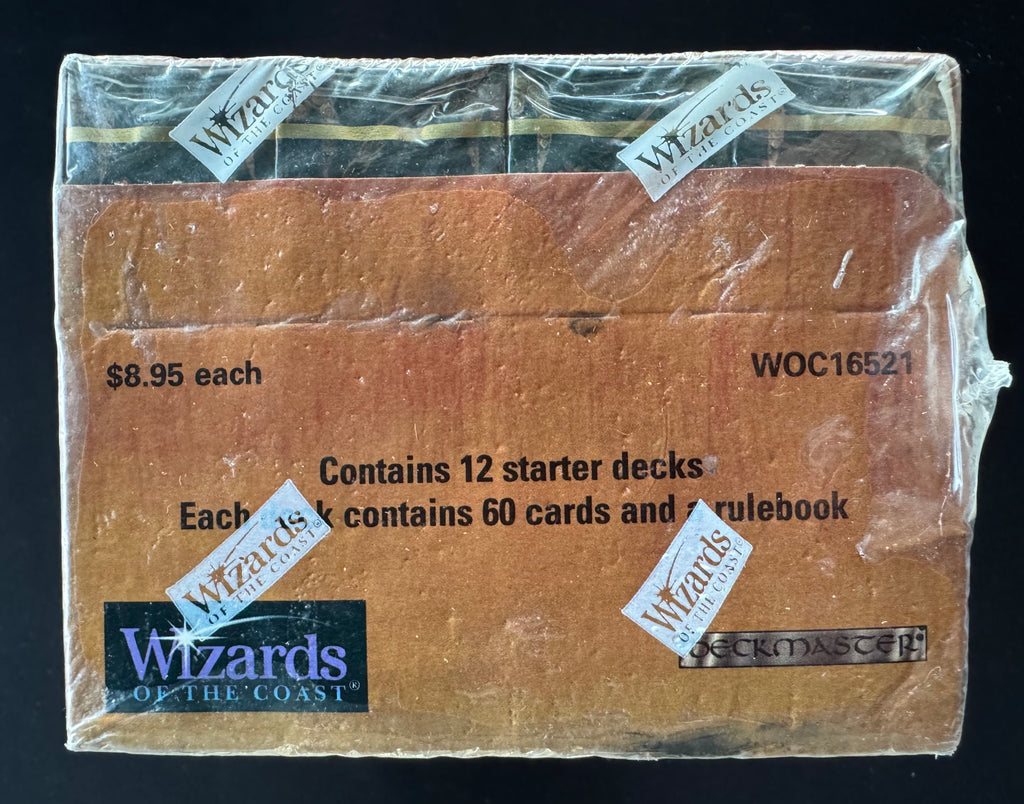 Wizards
OF THE COAST
Wizards
OF THE COAST®
$8.95 each
WOC16521
Contains 12 starter decks
Each k contains 60 cards and a rulebook
Wizards
OF THE COAST®
Wizards
OF THE COAST®
Wizards
OF THE COAST®
DECKMASTER®